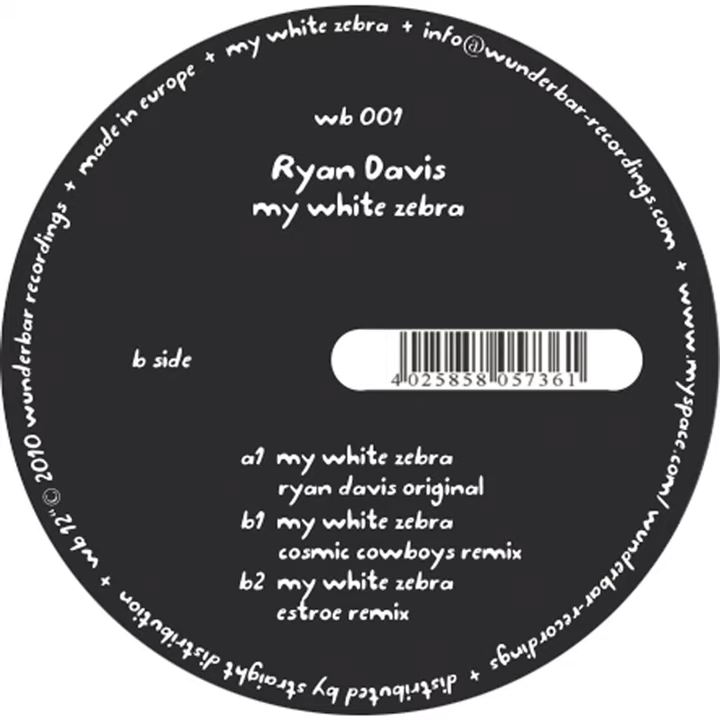 wb 001
Ryan Davis
my white zebra
b side
4 025858 057361
a1 my white zebra
ryan davis original
b1 my white zebra
cosmic cowboys remix
b2 my white zebra
estroe remix
wb 12" © 2010 wunderbar recordings + made in europe + my white zebra + info@wunderbar-recordings.com + www.myspace.com/wunderbar-recordings + distributed by straight distribution +